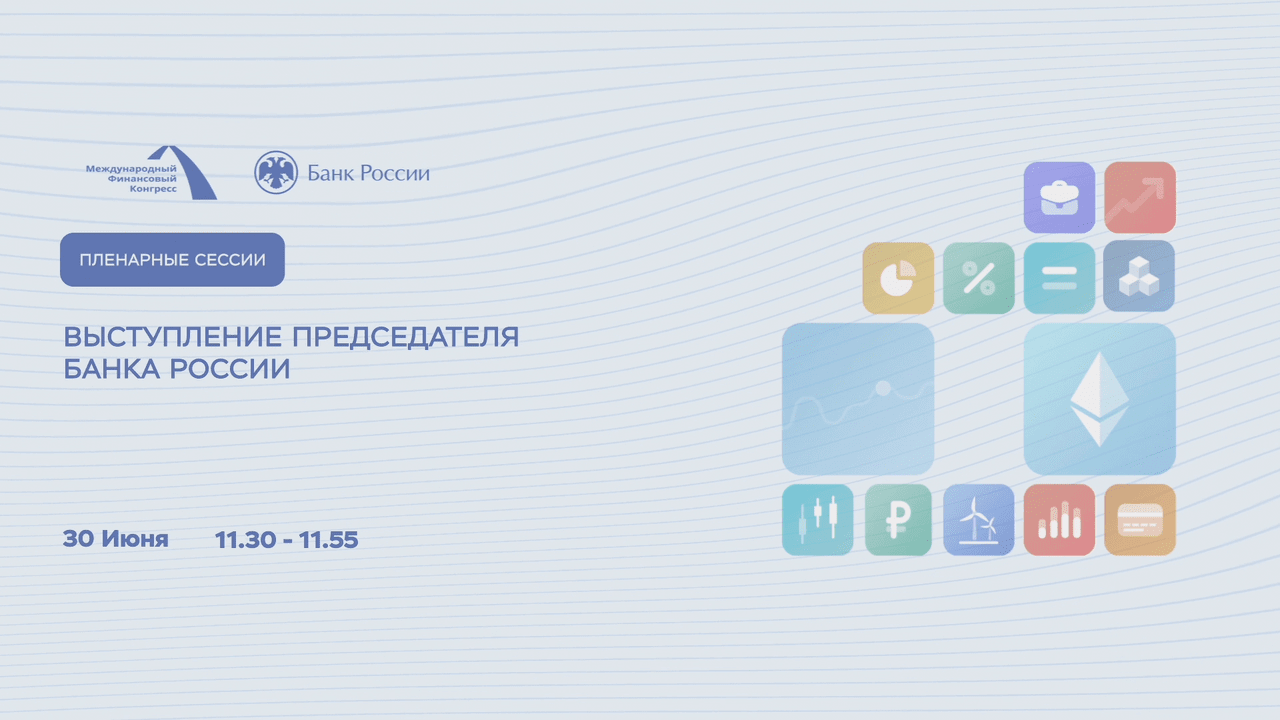 Международный
Финансовый
Конгресс
Банк России
ПЛЕНАРНЫЕ СЕССИИ
ВЫСТУПЛЕНИЕ ПРЕДСЕДАТЕЛЯ
БАНКА РОССИИ
30 Июня 11.30 - 11.55